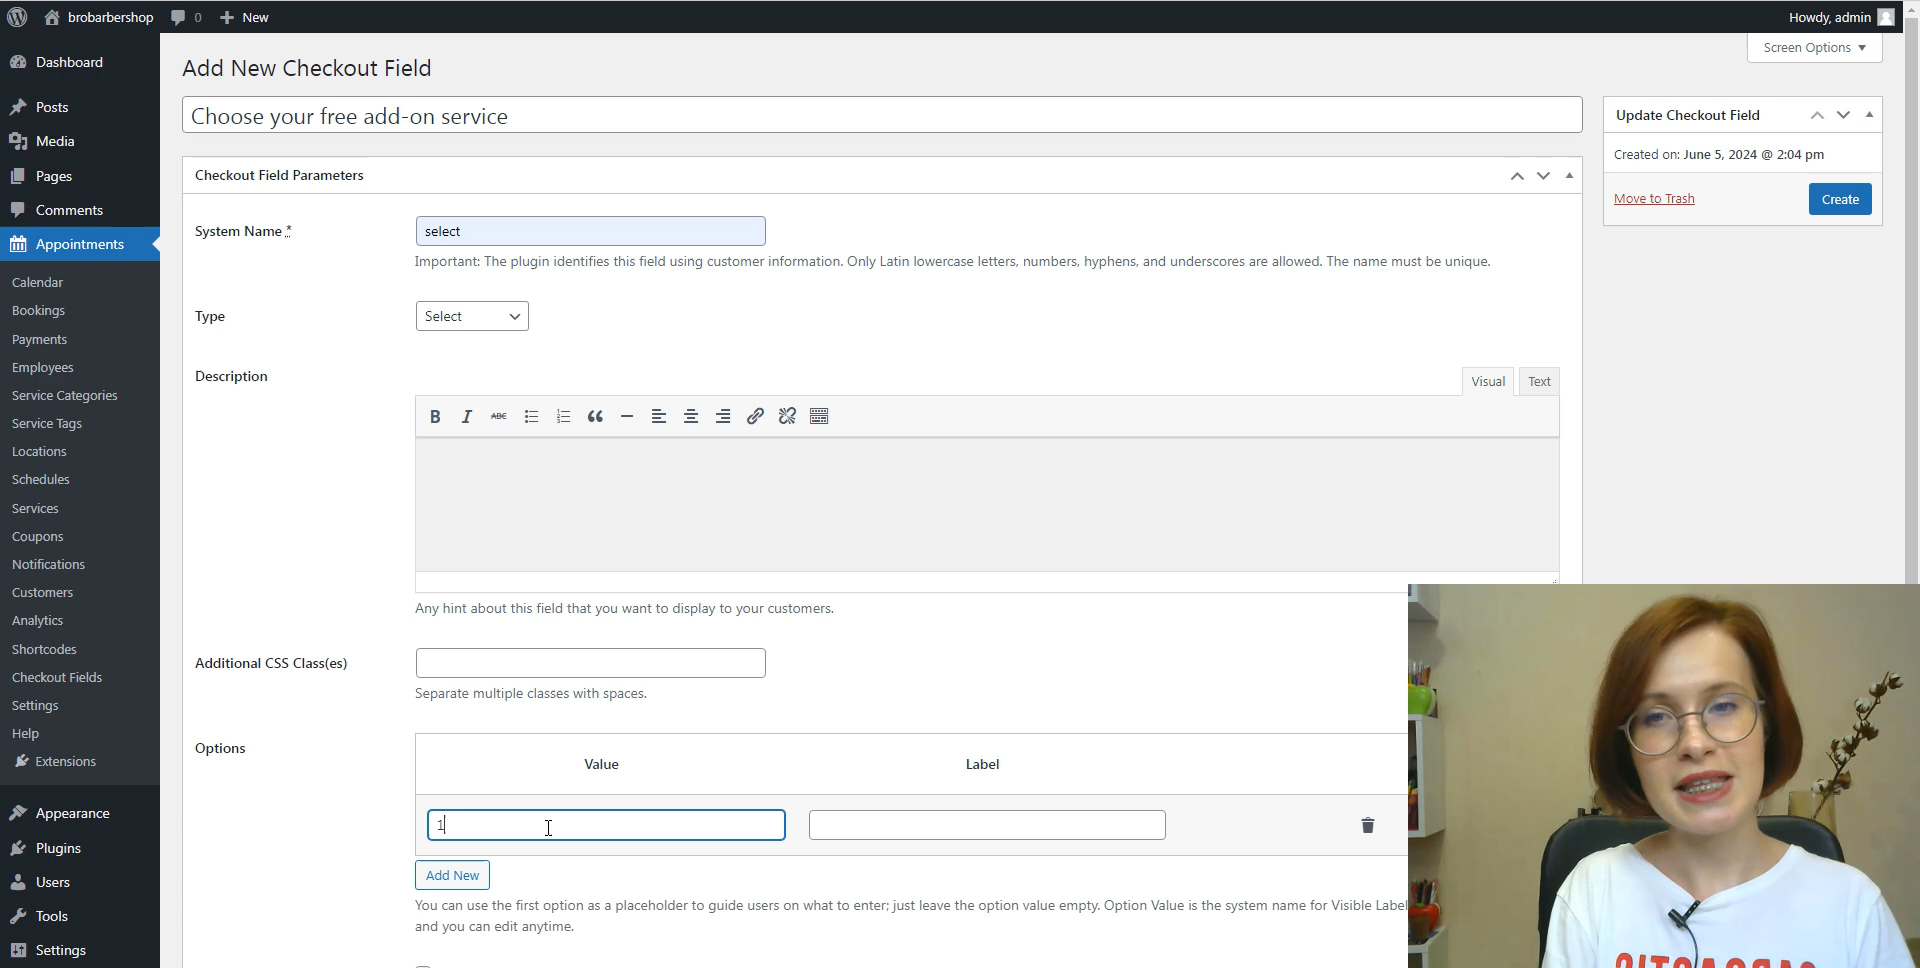 brobarbershop 0 New Howdy, admin
Screen Options
Dashboard
Posts
Media
Pages
Comments
Appointments
Calendar
Bookings
Payments
Employees
Service Categories
Service Tags
Locations
Schedules
Services
Coupons
Notifications
Customers
Analytics
Shortcodes
Checkout Fields
Settings
Help
Extensions
Appearance
Plugins
Users
Tools
Settings
Add New Checkout Field
Choose your free add-on service
Checkout Field Parameters
System Name *
select
Important: The plugin identifies this field using customer information. Only Latin lowercase letters, numbers, hyphens, and underscores are allowed. The name must be unique.
Type
Select
Description
Visual Text
B I ABC
Any hint about this field that you want to display to your customers.
Additional CSS Class(es)
Separate multiple classes with spaces.
Options
Value Label
1
Add New
You can use the first option as a placeholder to guide users on what to enter; just leave the option value empty. Option Value is the system name for Visible Label
and you can edit anytime.
Update Checkout Field
Created on: June 5, 2024 @ 2:04 pm
Move to Trash
Create